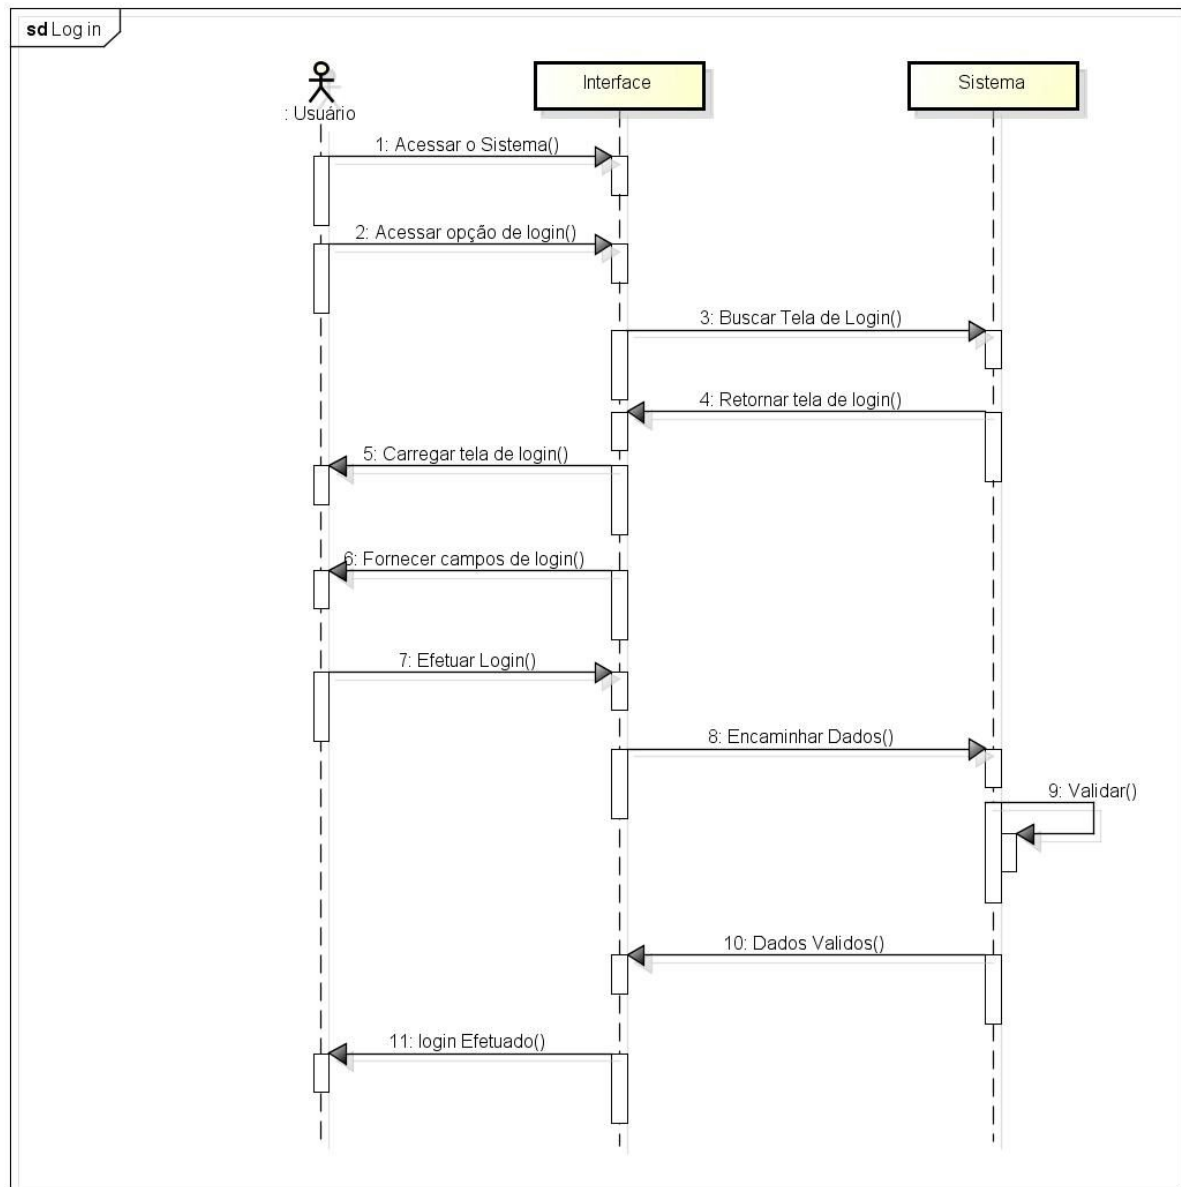 sd Log in
: Usuário
Interface
Sistema
1: Acessar o Sistema()
2: Acessar opção de login()
3: Buscar Tela de Login()
4: Retornar tela de login()
5: Carregar tela de login()
6: Fornecer campos de login()
7: Efetuar Login()
8: Encaminhar Dados()
9: Validar()
10: Dados Validos()
11: login Efetuado()